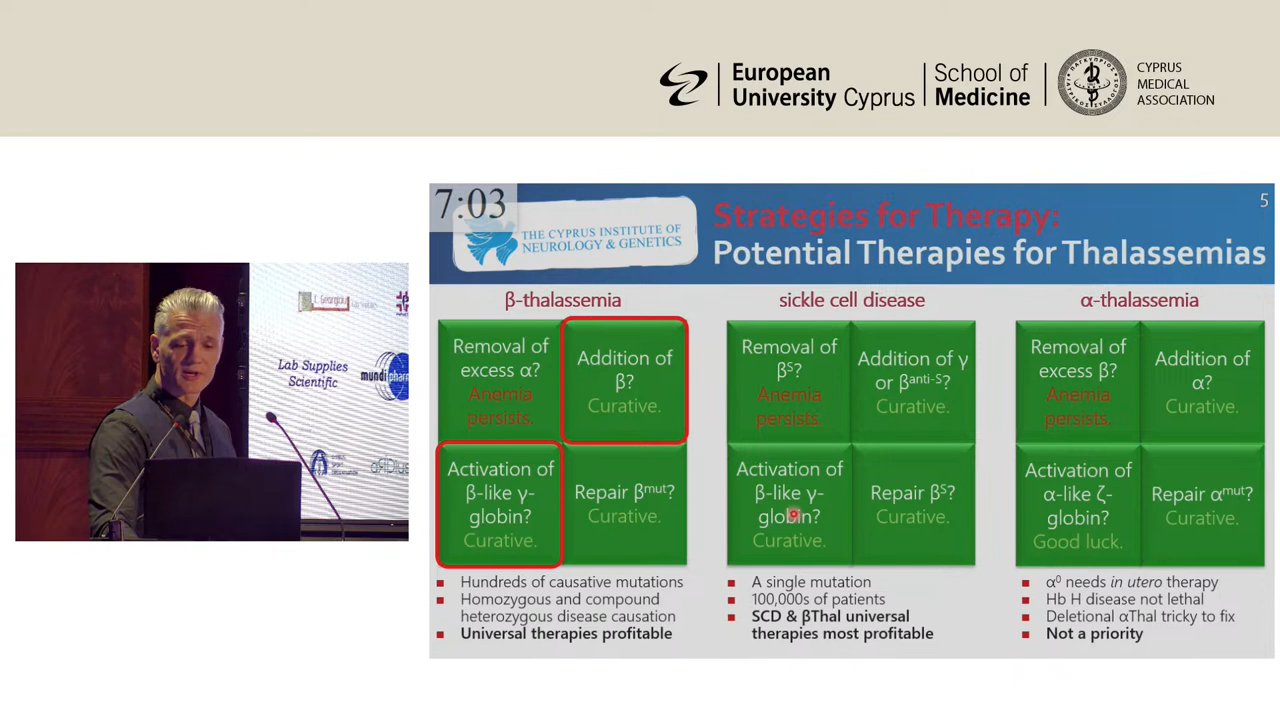 European
University Cyprus
School of
Medicine
CYPRUS
MEDICAL
ASSOCIATION
7:03
THE CYPRUS INSTITUTE OF
NEUROLOGY & GENETICS
Strategies for Therapy:
Potential Therapies for Thalassemias
5
β-thalassemia
Removal of
excess α?
Anemia
persists.
Addition of
β?
Curative.
Activation of
β-like γ-
globin?
Curative.
Repair βᵐᵘᵗ?
Curative.
Hundreds of causative mutations
Homozygous and compound
heterozygous disease causation
Universal therapies profitable
sickle cell disease
Removal of
βˢ?
Anemia
persists.
Addition of γ
or βᵃⁿᵗⁱ⁻ˢ?
Curative.
Activation of
β-like γ-
globin?
Curative.
Repair βˢ?
Curative.
A single mutation
100,000s of patients
SCD & βThal universal
therapies most profitable
α-thalassemia
Removal of
excess β?
Anemia
persists.
Addition of
α?
Curative.
Activation of
α-like ζ-
globin?
Good luck.
Repair αᵐᵘᵗ?
Curative.
α⁰ needs in utero therapy
Hb H disease not lethal
Deletional αThal tricky to fix
Not a priority
Lab Supplies
Scientific